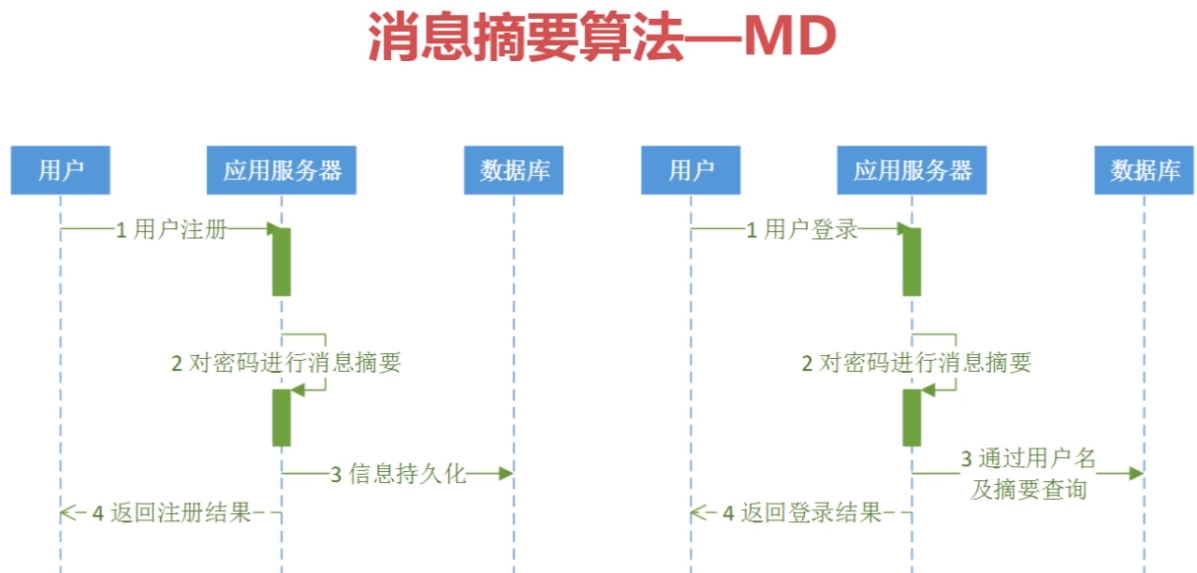 消息摘要算法—MD
用户
应用服务器
数据库
1 用户注册
2 对密码进行消息摘要
3 信息持久化
4 返回注册结果
用户
应用服务器
数据库
1 用户登录
2 对密码进行消息摘要
3 通过用户名
及摘要查询
4 返回登录结果